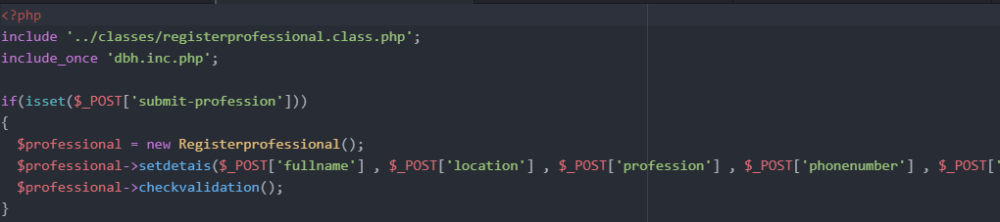 <?php
include '../classes/registerprofessional.class.php';
include_once 'dbh.inc.php';
if(isset($_POST['submit-profession']))
{
$professional = new Registerprofessional();
$professional->setdetais($_POST['fullname'] , $_POST['location'] , $_POST['profession'] , $_POST['phonenumber'] , $_POST['
$professional->checkvalidation();
}